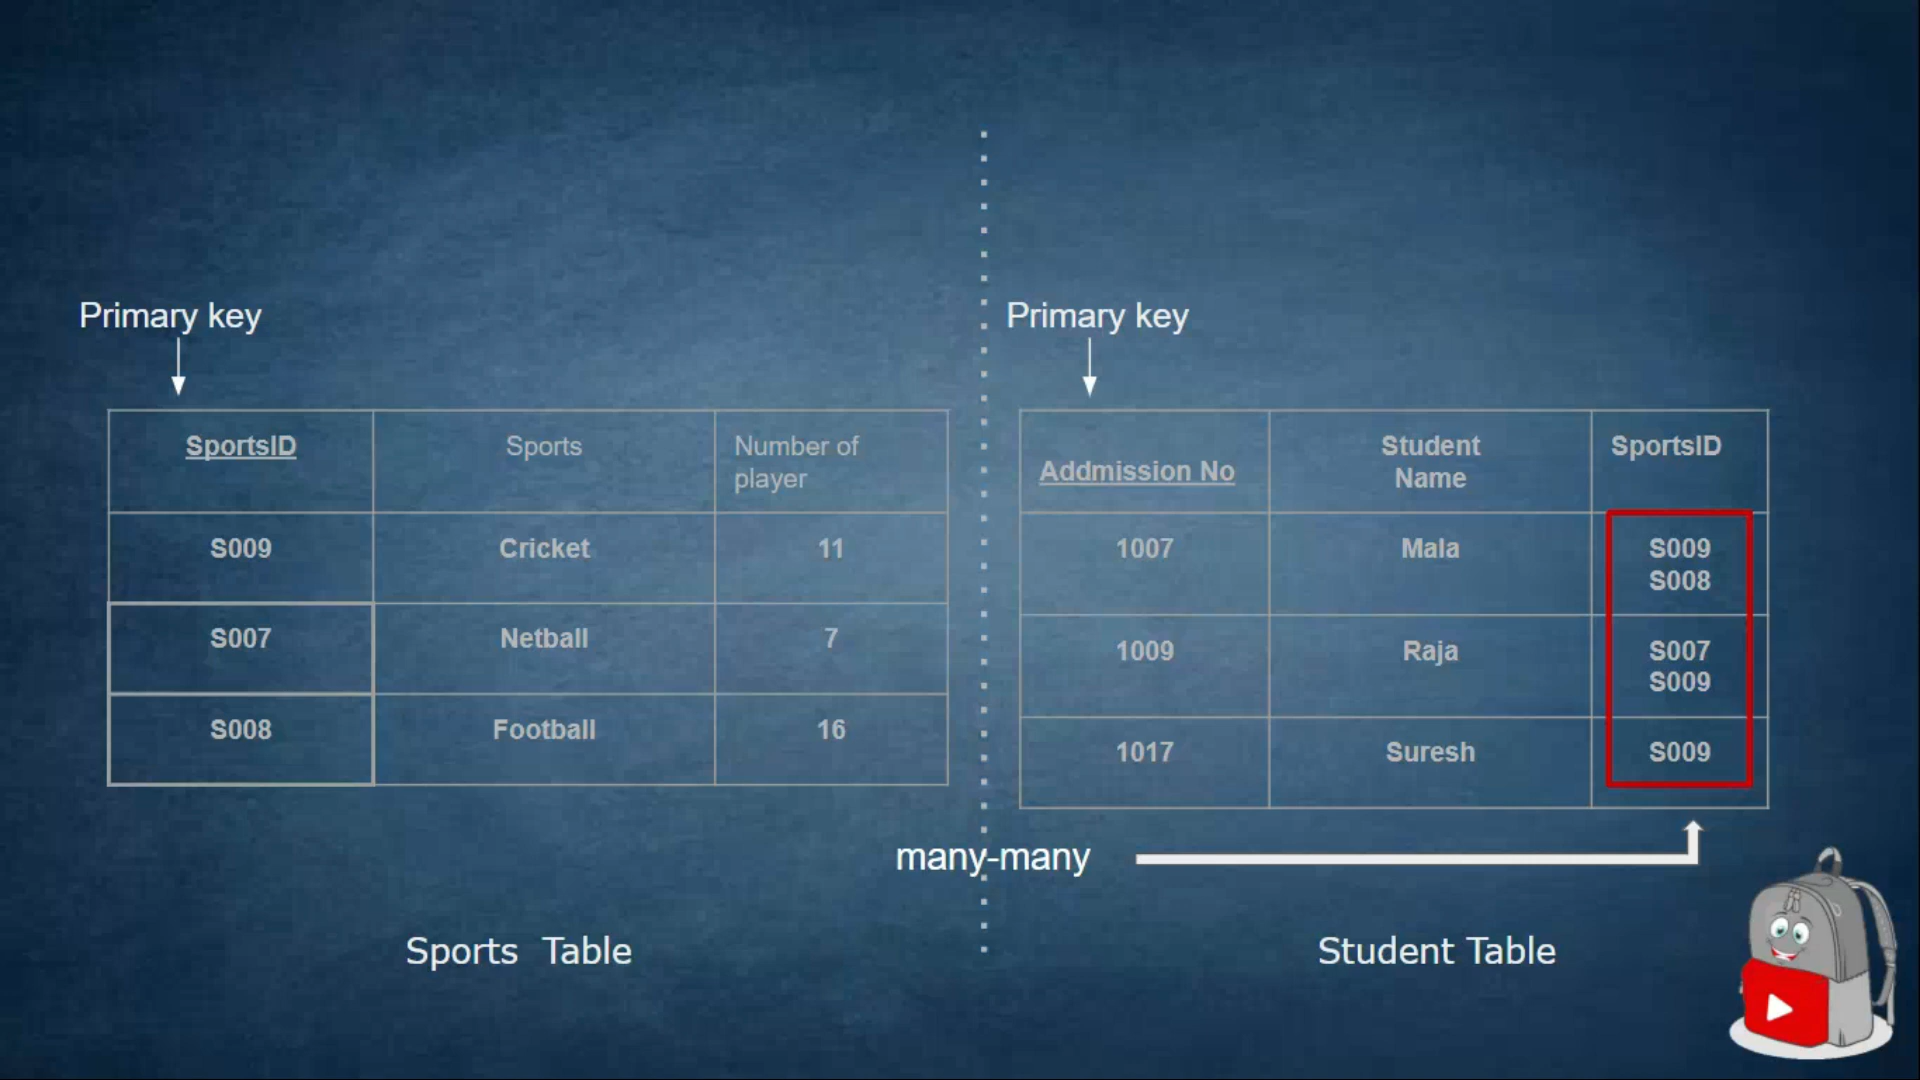 Primary key
SportsID
Sports
Number of
player
S009
Cricket
11
S007
Netball
7
S008
Football
16
Sports Table
Primary key
Addmission No
Student
Name
SportsID
1007
Mala
S009
S008
1009
Raja
S007
S009
1017
Suresh
S009
many-many
Student Table